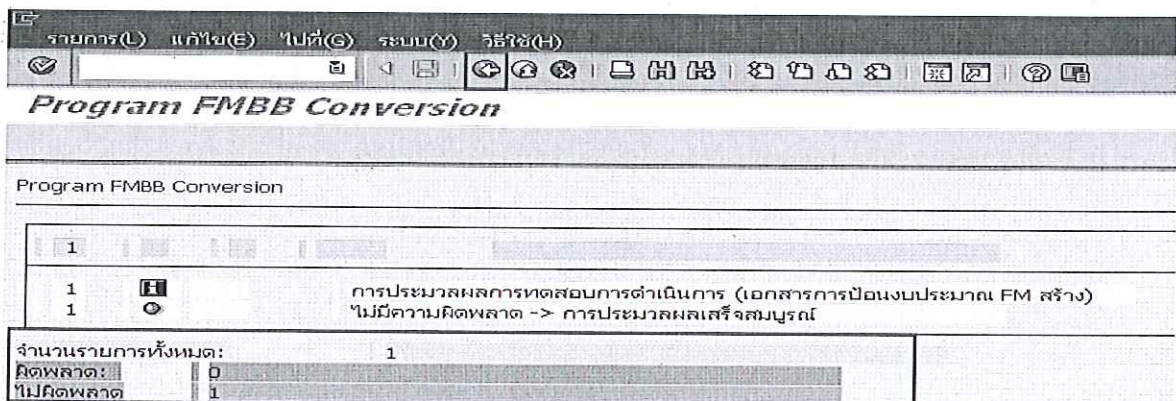 รายการ(L) แก้ไข(E) ไปที่(G) ระบบ(Y) วิธีใช้(H)
Program FMBB Conversion
Program FMBB Conversion
1
1 การประมวลผลการทดสอบการดำเนินการ (เอกสารการป้อนงบประมาณ FM สร้าง)
1 ไม่มีความผิดพลาด -> การประมวลผลเสร็จสมบูรณ์
จำนวนรายการทั้งหมด: 1
ผิดพลาด: 0
ไม่ผิดพลาด 1